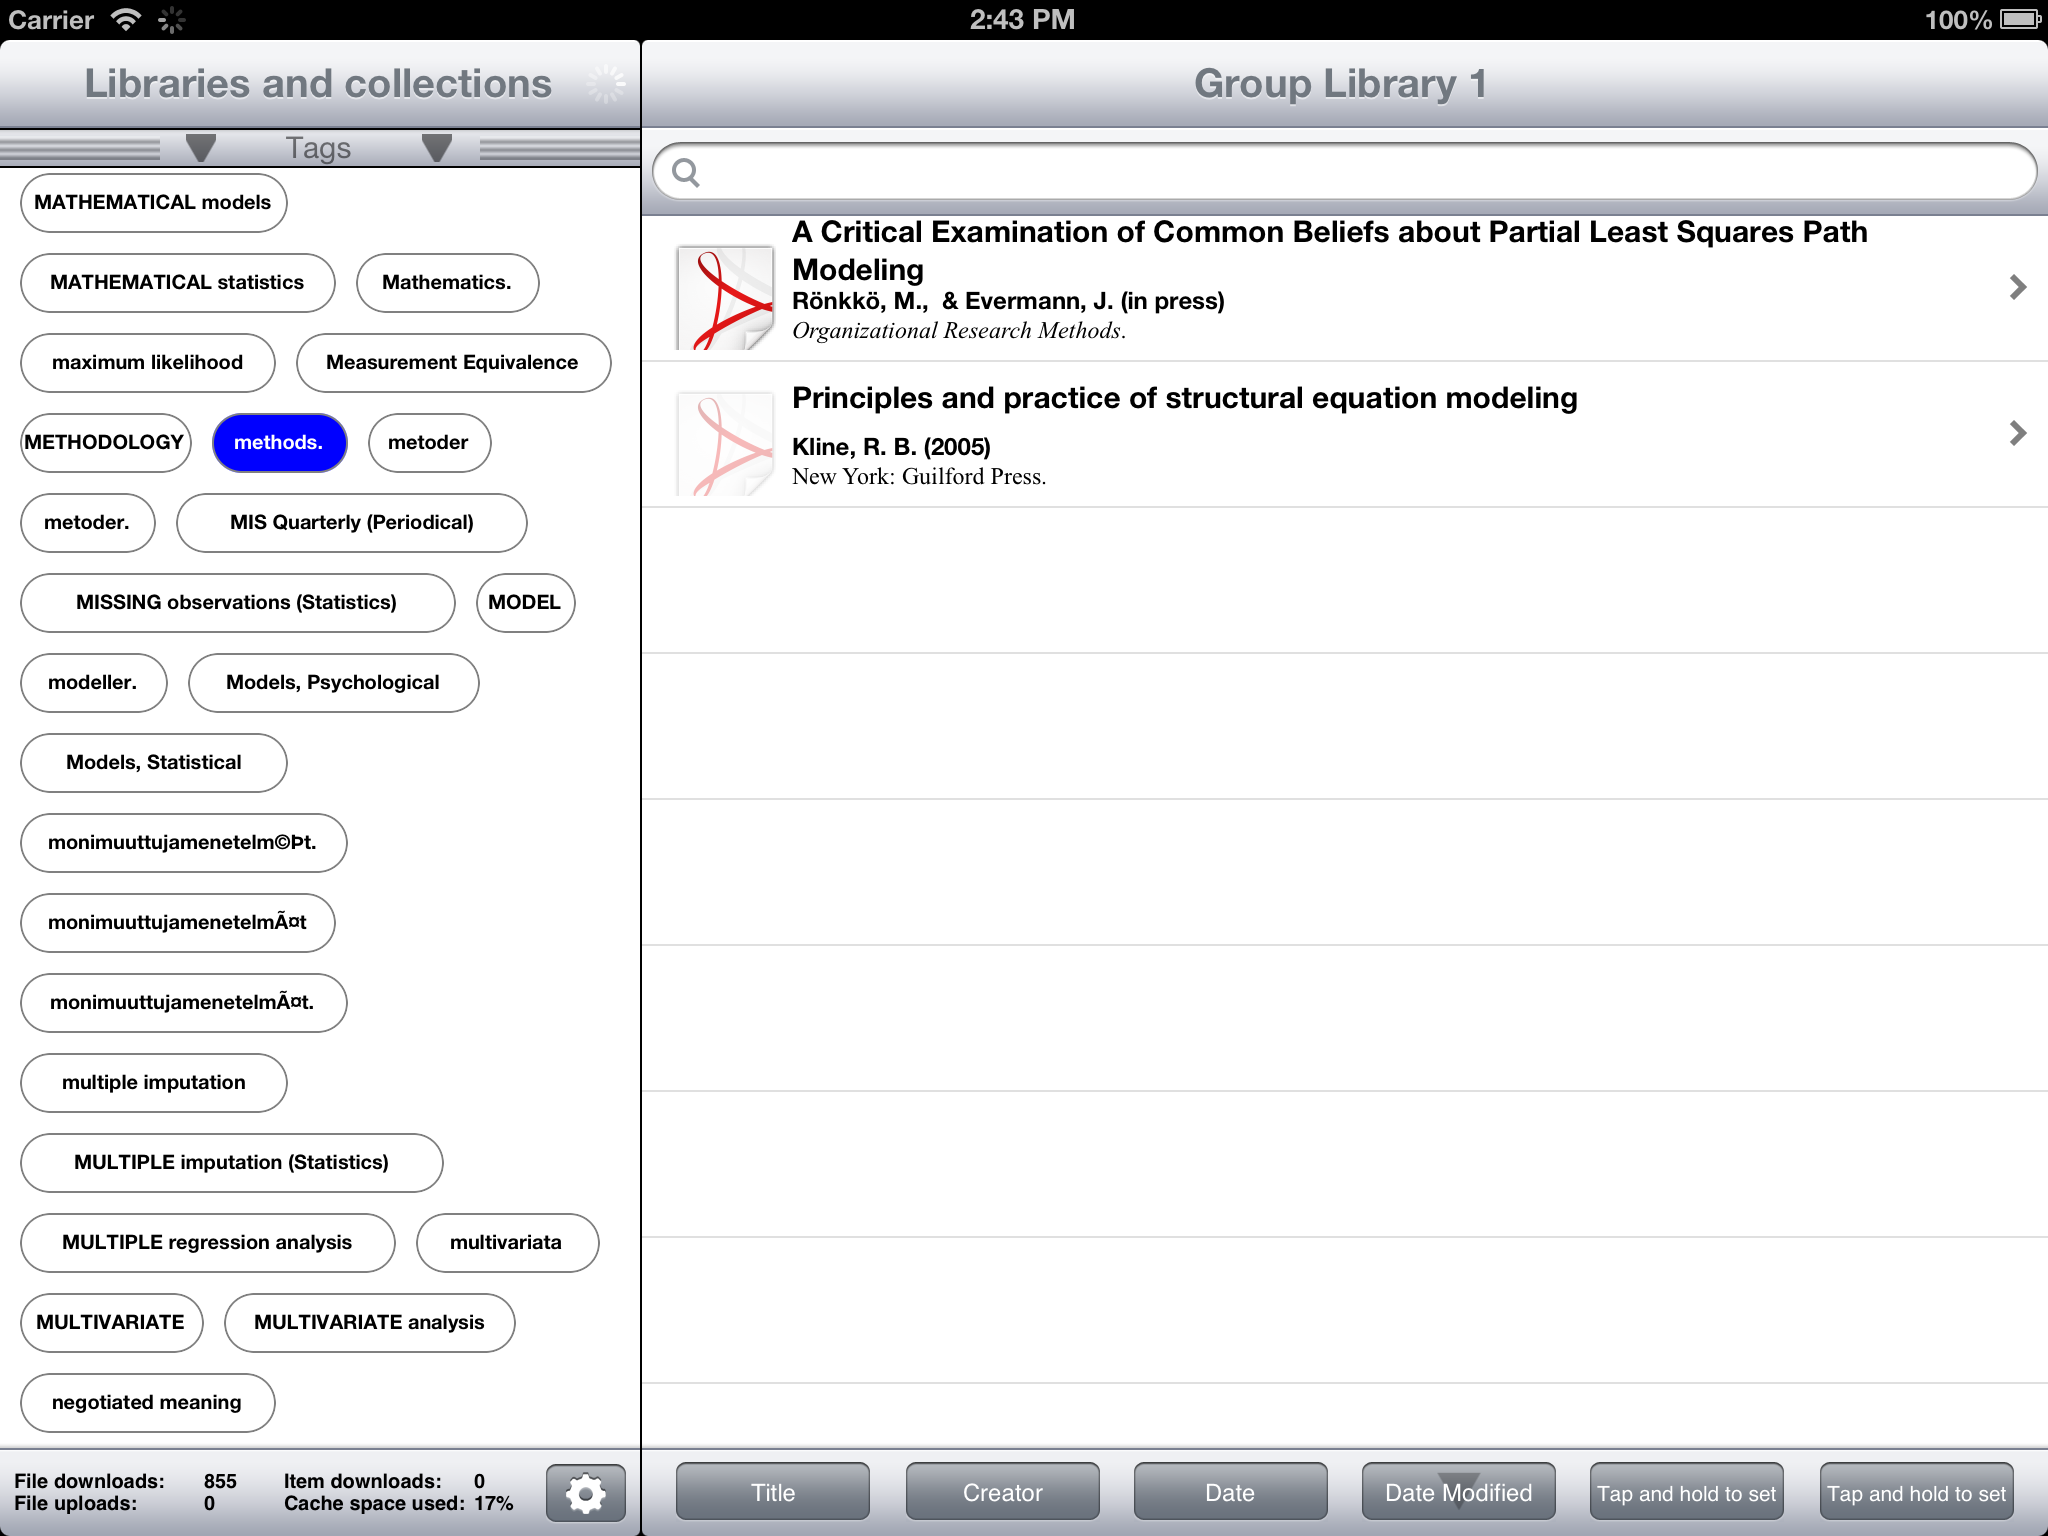 Carrier 2:43 PM 100%
Libraries and collections
Tags
MATHEMATICAL models
MATHEMATICAL statistics Mathematics.
maximum likelihood Measurement Equivalence
METHODOLOGY methods. metoder
metoder. MIS Quarterly (Periodical)
MISSING observations (Statistics) MODEL
modeller. Models, Psychological
Models, Statistical
monimuuttujamenetelm©Þt.
monimuuttujamenetelmÃ¤t
monimuuttujamenetelmÃ¤t.
multiple imputation
MULTIPLE imputation (Statistics)
MULTIPLE regression analysis multivariata
MULTIVARIATE MULTIVARIATE analysis
negotiated meaning
File downloads: 855 Item downloads: 0
File uploads: 0 Cache space used: 17%
Group Library 1
A Critical Examination of Common Beliefs about Partial Least Squares Path
Modeling
Rönkkö, M., & Evermann, J. (in press)
Organizational Research Methods.
Principles and practice of structural equation modeling
Kline, R. B. (2005)
New York: Guilford Press.
Title Creator Date Date Modified Tap and hold to set Tap and hold to set